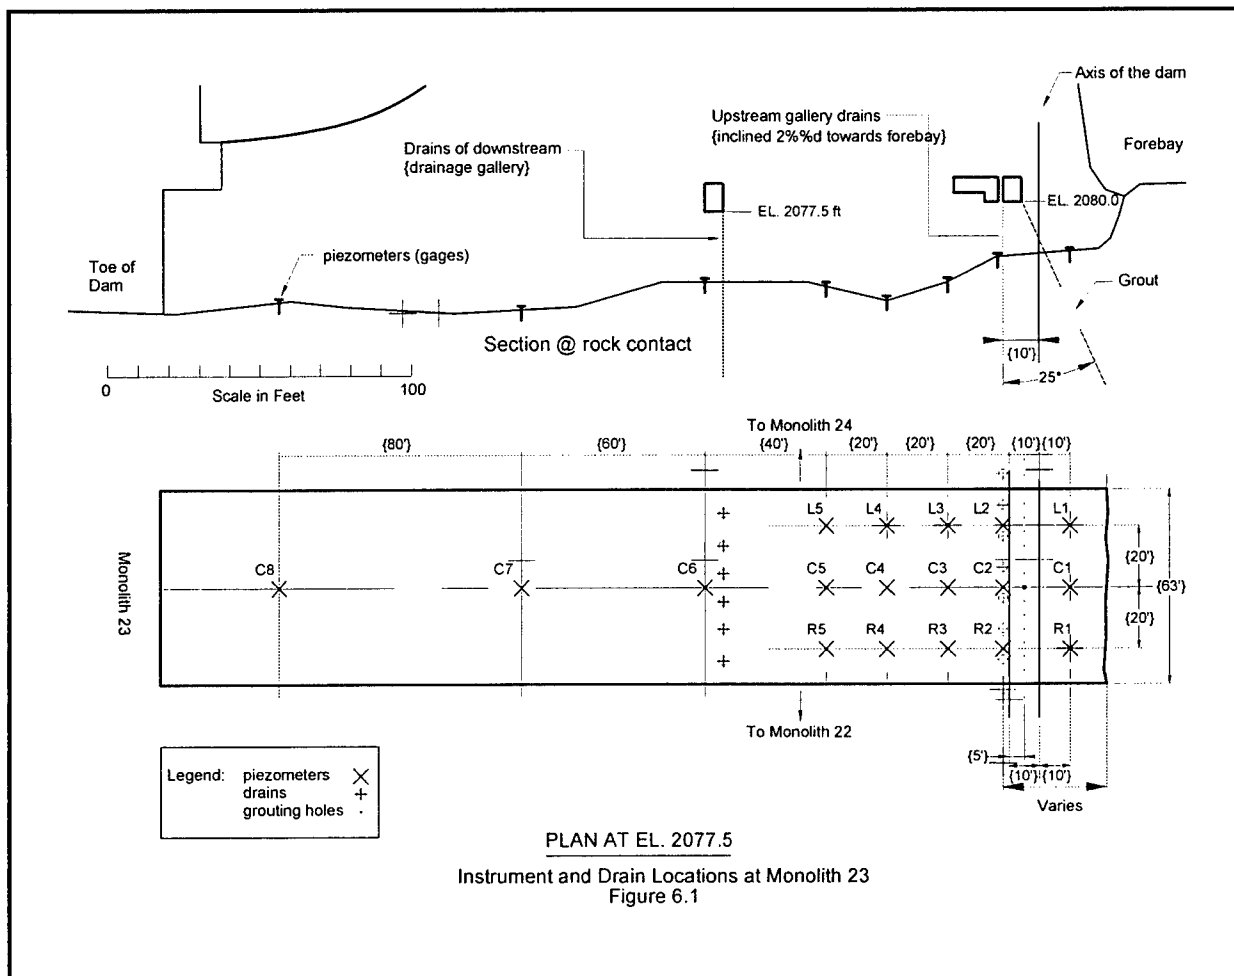 Axis of the dam
Upstream gallery drains
{inclined 2%%d towards forebay}
Forebay
Drains of downstream
{drainage gallery}
EL. 2080.0
EL. 2077.5 ft
piezometers (gages)
Toe of
Dam
Grout
Section @ rock contact
{10'}
25°
0
100
Scale in Feet
To Monolith 24
{80'}
{60'}
{40'}
{20'}
{20'}
{20'}
{10'}
{10'}
L5
L4
L3
L2
L1
{20'}
Monolith 23
C8
C7
C6
C5
C4
C3
C2
C1
{63'}
{20'}
R5
R4
R3
R2
R1
To Monolith 22
{5'}
{10'}
{10'}
Varies
Legend: piezometers
drains
grouting holes
PLAN AT EL. 2077.5
Instrument and Drain Locations at Monolith 23
Figure 6.1